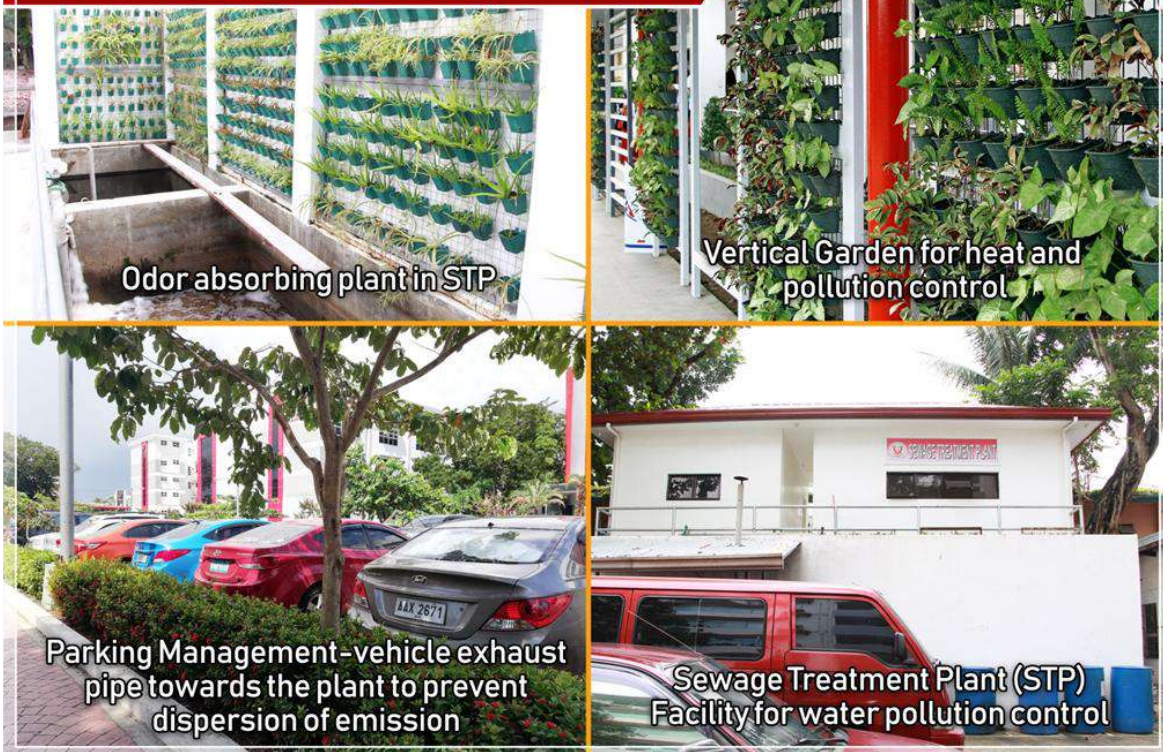 Odor absorbing plant in STP
Vertical Garden for heat and
pollution control
AAX 2671
Parking Management-vehicle exhaust
pipe towards the plant to prevent
dispersion of emission
SEWAGE TREATMENT PLANT
Sewage Treatment Plant (STP)
Facility for water pollution control